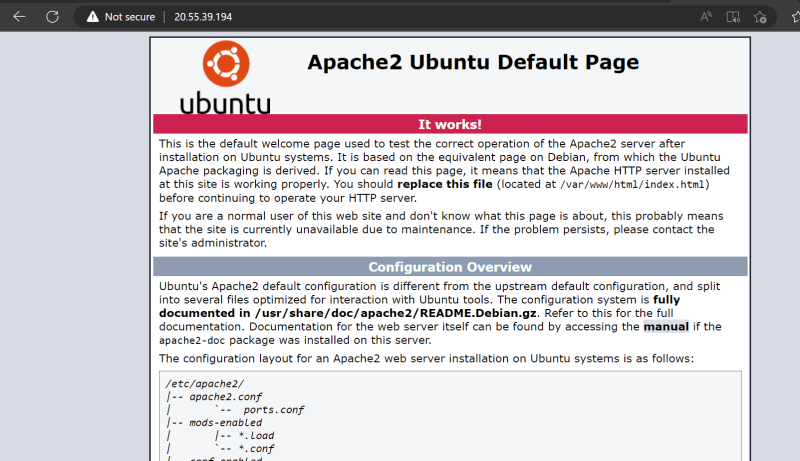 Not secure | 20.55.39.194
ubuntu
Apache2 Ubuntu Default Page
It works!
This is the default welcome page used to test the correct operation of the Apache2 server after
installation on Ubuntu systems. It is based on the equivalent page on Debian, from which the Ubuntu
Apache packaging is derived. If you can read this page, it means that the Apache HTTP server installed
at this site is working properly. You should replace this file (located at /var/www/html/index.html)
before continuing to operate your HTTP server.
If you are a normal user of this web site and don't know what this page is about, this probably means
that the site is currently unavailable due to maintenance. If the problem persists, please contact the
site's administrator.
Configuration Overview
Ubuntu's Apache2 default configuration is different from the upstream default configuration, and split
into several files optimized for interaction with Ubuntu tools. The configuration system is fully
documented in /usr/share/doc/apache2/README.Debian.gz. Refer to this for the full
documentation. Documentation for the web server itself can be found by accessing the manual if the
apache2-doc package was installed on this server.
The configuration layout for an Apache2 web server installation on Ubuntu systems is as follows:
/etc/apache2/
|-- apache2.conf
|       `--  ports.conf
|-- mods-enabled
|       |-- *.load
|       `-- *.conf
|-- conf-enabled